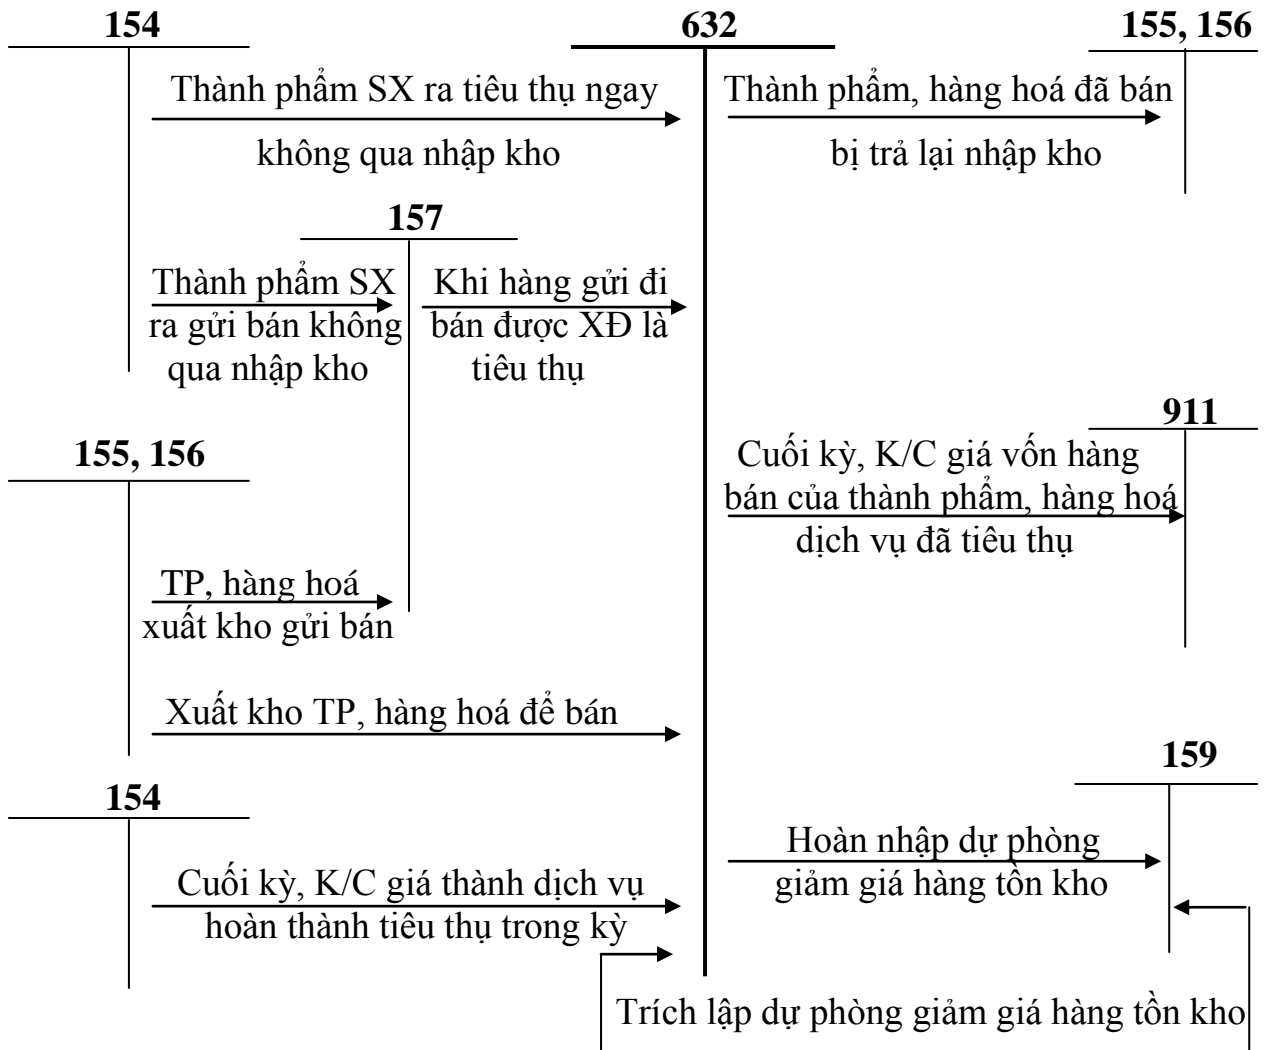 154
632
155, 156
Thành phẩm SX ra tiêu thụ ngay
không qua nhập kho
Thành phẩm, hàng hoá đã bán
bị trả lại nhập kho
157
Thành phẩm SX
ra gửi bán không
qua nhập kho
Khi hàng gửi đi
bán được XĐ là
tiêu thụ
911
155, 156
Cuối kỳ, K/C giá vốn hàng
bán của thành phẩm, hàng hoá
dịch vụ đã tiêu thụ
TP, hàng hoá
xuất kho gửi bán
Xuất kho TP, hàng hoá để bán
159
154
Hoàn nhập dự phòng
giảm giá hàng tồn kho
Cuối kỳ, K/C giá thành dịch vụ
hoàn thành tiêu thụ trong kỳ
Trích lập dự phòng giảm giá hàng tồn kho